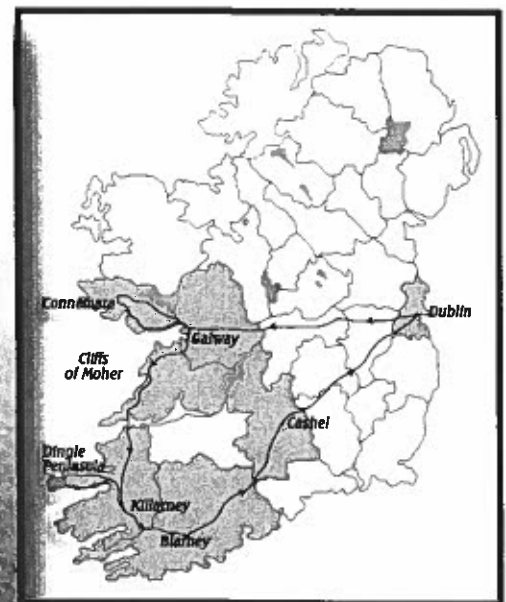 Connemara
Galway
Dublin
Cliffs
of Moher
Cashel
Dingle
Peninsula
Killarney
Blarney